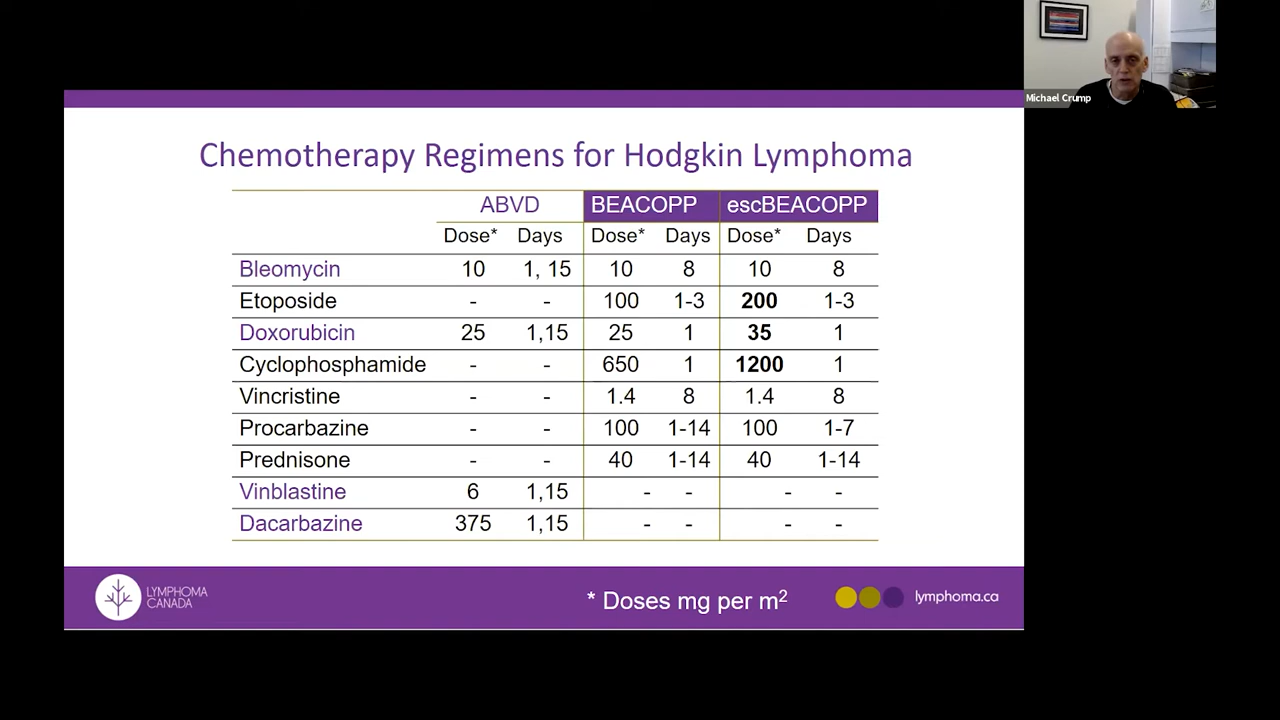 Michael Crump
Chemotherapy Regimens for Hodgkin Lymphoma
ABVD BEACOPP escBEACOPP
Dose* Days Dose* Days Dose* Days
Bleomycin 10 1, 15 10 8 10 8
Etoposide - - 100 1-3 200 1-3
Doxorubicin 25 1,15 25 1 35 1
Cyclophosphamide - - 650 1 1200 1
Vincristine - - 1.4 8 1.4 8
Procarbazine - - 100 1-14 100 1-7
Prednisone - - 40 1-14 40 1-14
Vinblastine 6 1,15 - - - -
Dacarbazine 375 1,15 - - - -
LYMPHOMA
CANADA
* Doses mg per m²
lymphoma.ca